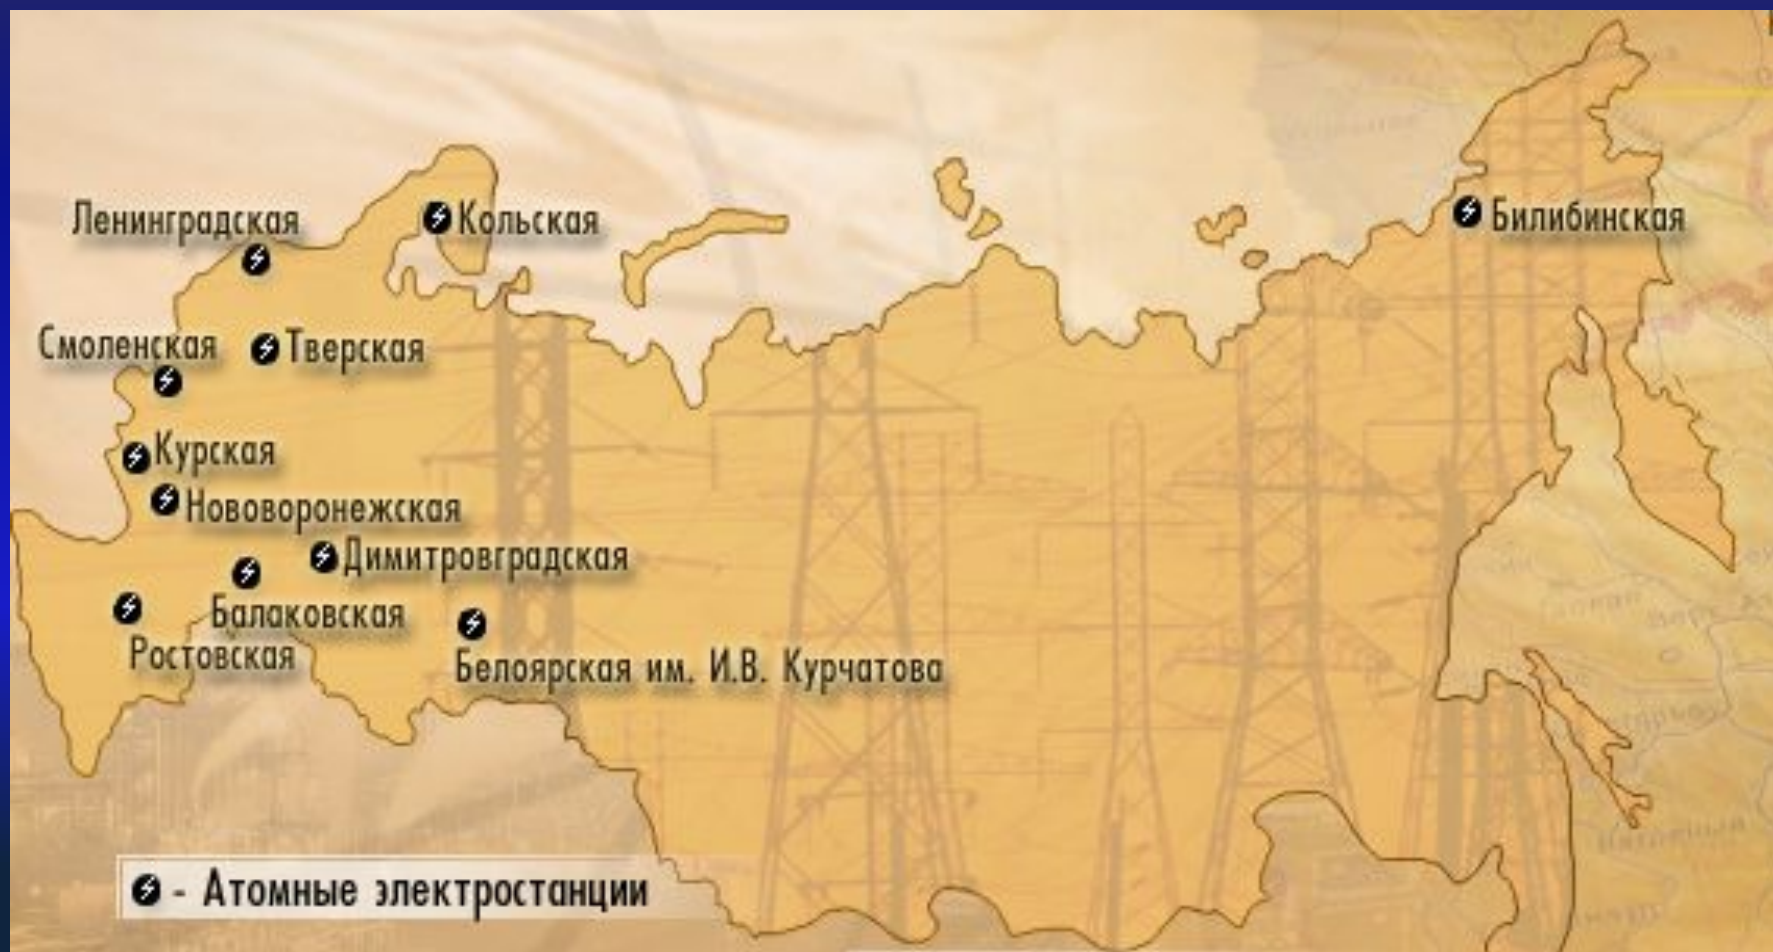 Ленинградская
Кольская
Билибинская
Смоленская
Тверская
Курская
Нововоронежская
Димитровградская
Балаковская
Ростовская
Белоярская им. И.В. Курчатова
- Атомные электростанции